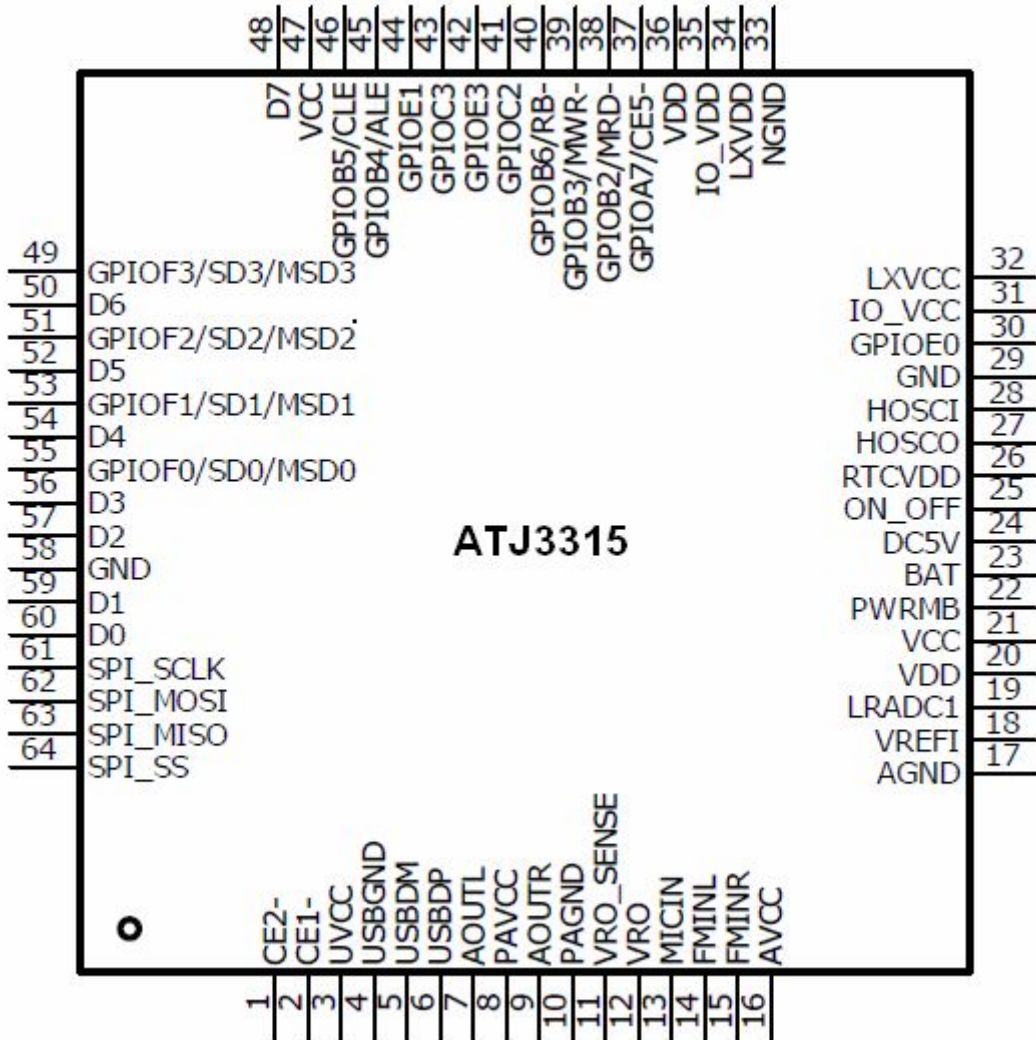 48 47 46 45 44 43 42 41 40 39 38 37 36 35 34 33
D7
VCC
GPIOB5/CLE
GPIOB4/ALE
GPIOE1
GPIOC3
GPIOE3
GPIOC2
GPIOB6/RB-
GPIOB3/MWR-
GPIOB2/MRD-
GPIOA7/CE5-
VDD
IO_VDD
LXVDD
NGND
49 GPIOF3/SD3/MSD3
50 D6
51 GPIOF2/SD2/MSD2
52 D5
53 GPIOF1/SD1/MSD1
54 D4
55 GPIOF0/SD0/MSD0
56 D3
57 D2
58 GND
59 D1
60 D0
61 SPI_SCLK
62 SPI_MOSI
63 SPI_MISO
64 SPI_SS
ATJ3315
LXVCC 32
IO_VCC 31
GPIOE0 30
GND 29
HOSCI 28
HOSCO 27
RTCVDD 26
ON_OFF 25
DC5V 24
BAT 23
PWRMB 22
VCC 21
VDD 20
LRADC1 19
VREFI 18
AGND 17
CE2-
CE1-
UVCC
USBGND
USBDM
USBDP
AOUTL
PAVCC
AOUTR
PAGND
VRO_SENSE
VRO
MICIN
FMINL
FMINR
AVCC
1 2 3 4 5 6 7 8 9 10 11 12 13 14 15 16